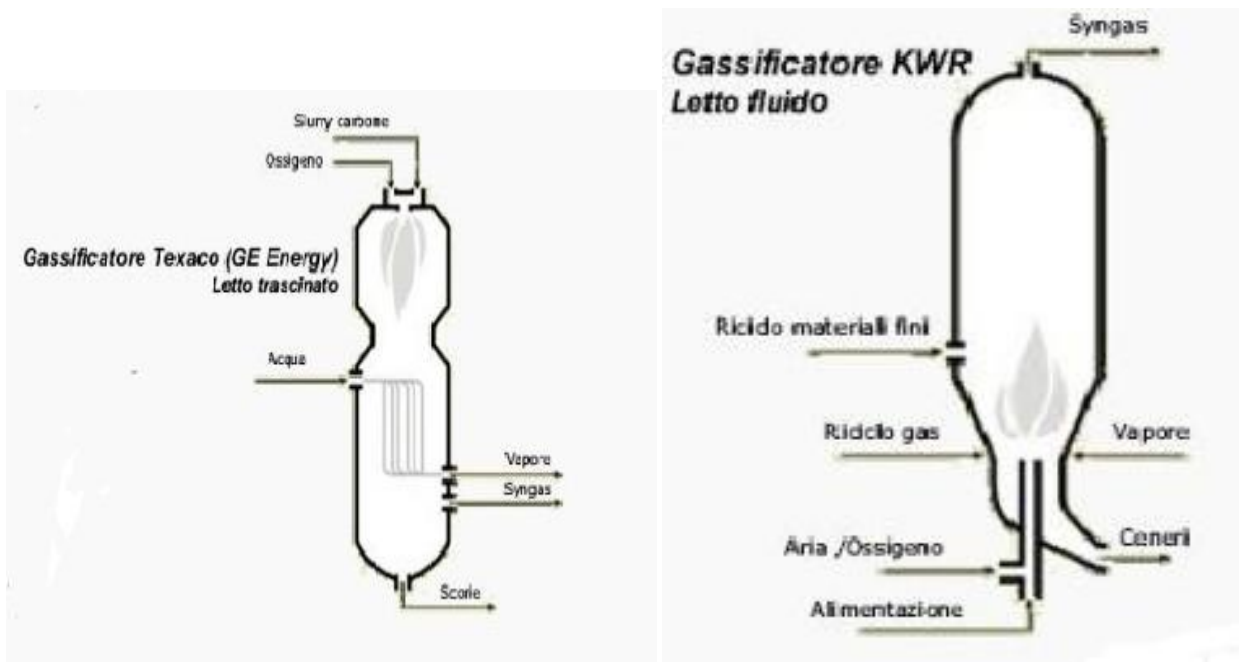 Slurry carbone
Ossigeno
Gassificatore Texaco (GE Energy)
Letto trascinato
Acqua
Vapore
Syngas
Scorie
Syngas
Gassificatore KWR
Letto fluido
Riciclo materialli fini
Riciclo gas
Vapore
Aria /Ossigeno
Ceneri
Alimentazione